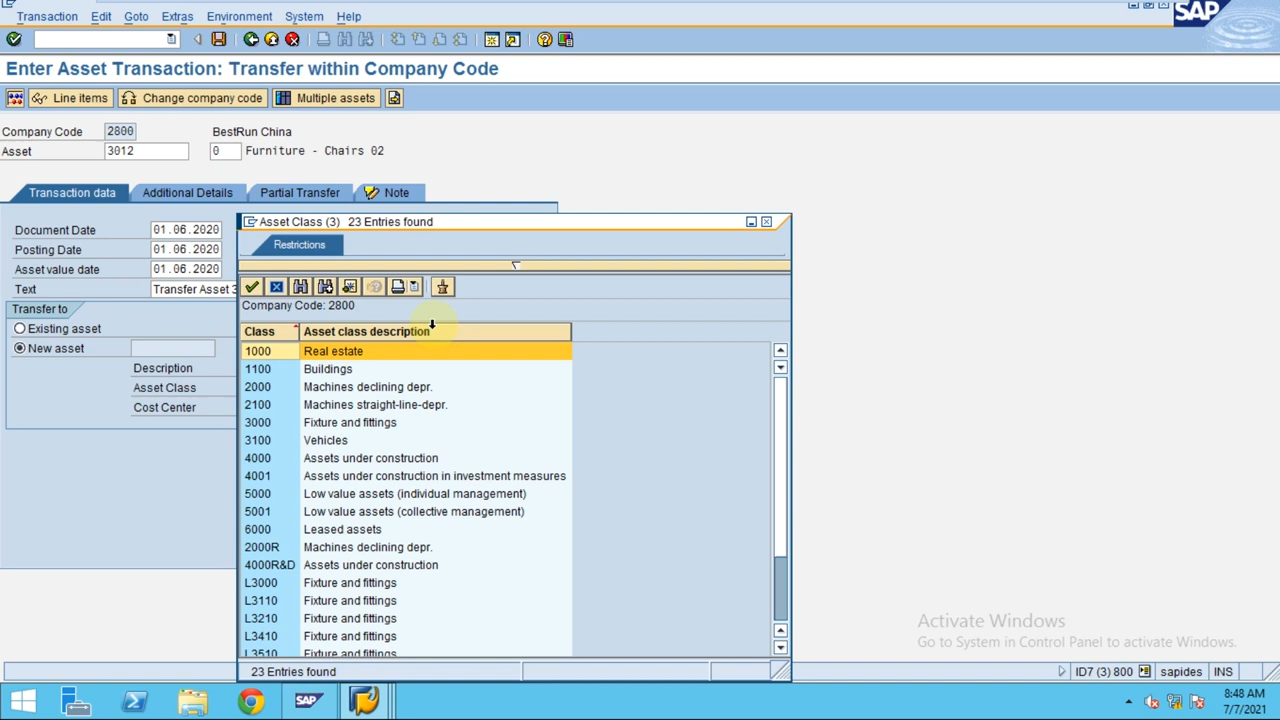 Transaction Edit Goto Extras Environment System Help
SAP
Enter Asset Transaction: Transfer within Company Code
Line items Change company code Multiple assets
Company Code 2800 BestRun China
Asset 3012 0 Furniture - Chairs 02
Transaction data Additional Details Partial Transfer Note
Document Date 01.06.2020
Posting Date 01.06.2020
Asset value date 01.06.2020
Text Transfer Asset 3
Transfer to
Existing asset
New asset
Description
Asset Class
Cost Center
Asset Class (3) 23 Entries found
Restrictions
Company Code: 2800
Class Asset class description
1000 Real estate
1100 Buildings
2000 Machines declining depr.
2100 Machines straight-line-depr.
3000 Fixture and fittings
3100 Vehicles
4000 Assets under construction
4001 Assets under construction in investment measures
5000 Low value assets (individual management)
5001 Low value assets (collective management)
6000 Leased assets
2000R Machines declining depr.
4000R&D Assets under construction
L3000 Fixture and fittings
L3110 Fixture and fittings
L3210 Fixture and fittings
L3410 Fixture and fittings
L3510 Fixture and fittings
23 Entries found
Activate Windows
Go to System in Control Panel to activate Windows.
ID7 (3) 800 sapides INS
SAP
8:48 AM
7/7/2021